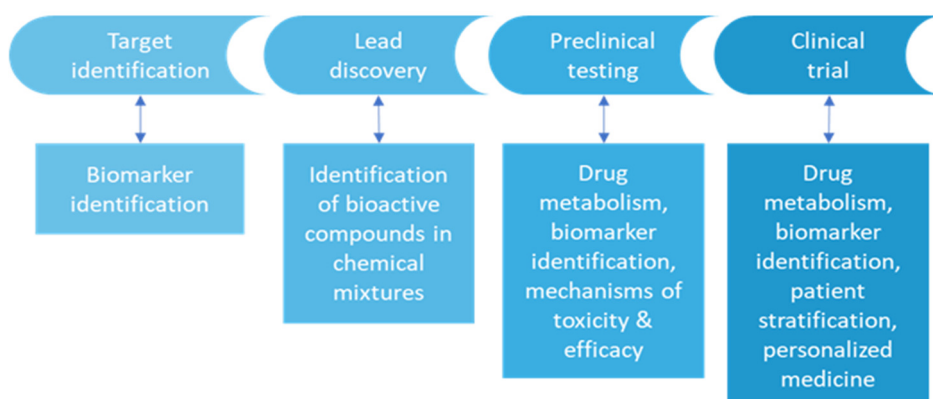 Target
identification
Lead
discovery
Preclinical
testing
Clinical
trial
Biomarker
identification
Identification
of bioactive
compounds in
chemical
mixtures
Drug
metabolism,
biomarker
identification,
mechanisms of
toxicity &
efficacy
Drug
metabolism,
biomarker
identification,
patient
stratification,
personalized
medicine